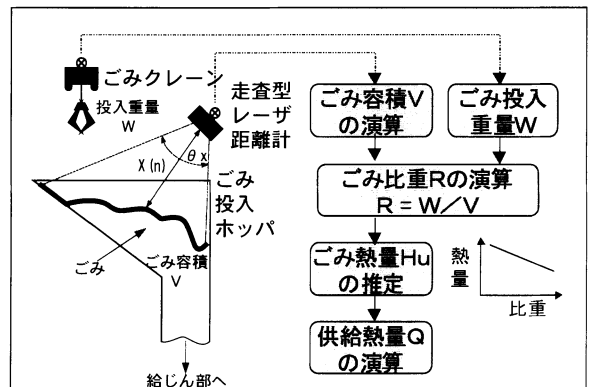 ごみクレーン
投入重量
W
走査型
レーザ
距離計
θx
X(n)
ごみ
投入
ホッパ
ごみ
ごみ容積
V
給じん部へ
ごみ容積V
の演算
ごみ投入
重量W
ごみ比重Rの演算
R=W/V
ごみ熱量Hu
の推定
熱
量
比重
供給熱量Q
の演算